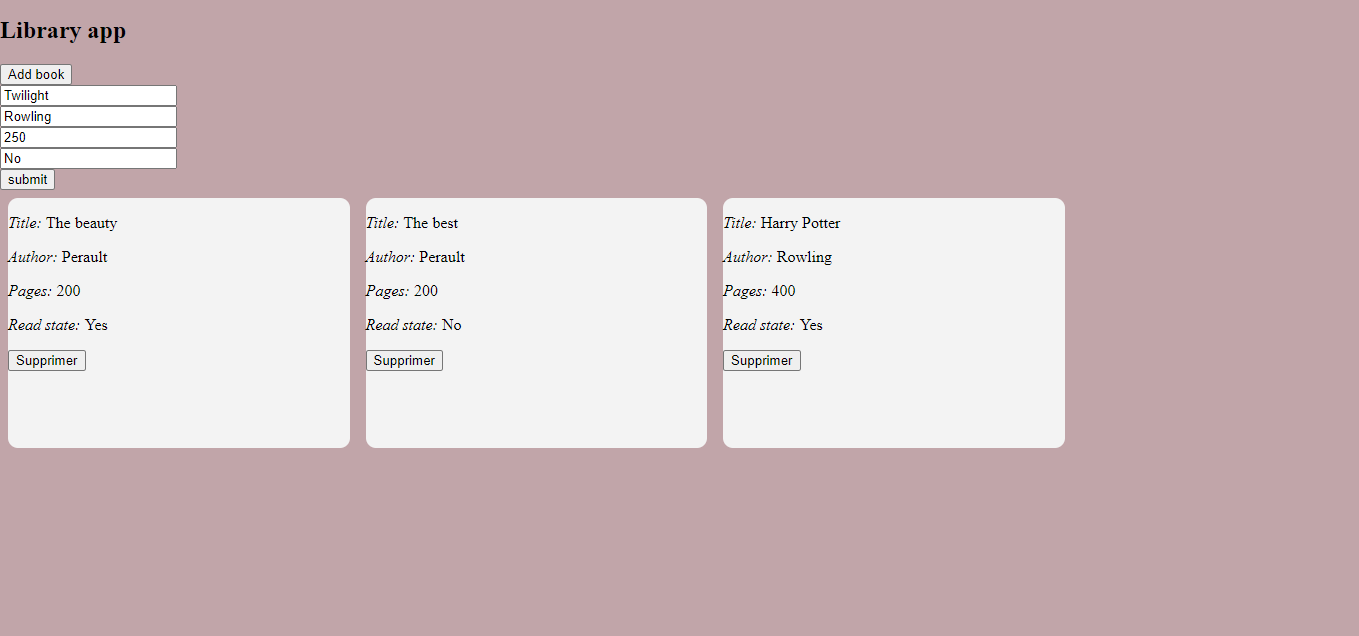 Library app
Add book
Twilight
Rowling
250
No
submit
Title: The beauty
Author: Perault
Pages: 200
Read state: Yes
Supprimer
Title: The best
Author: Perault
Pages: 200
Read state: No
Supprimer
Title: Harry Potter
Author: Rowling
Pages: 400
Read state: Yes
Supprimer